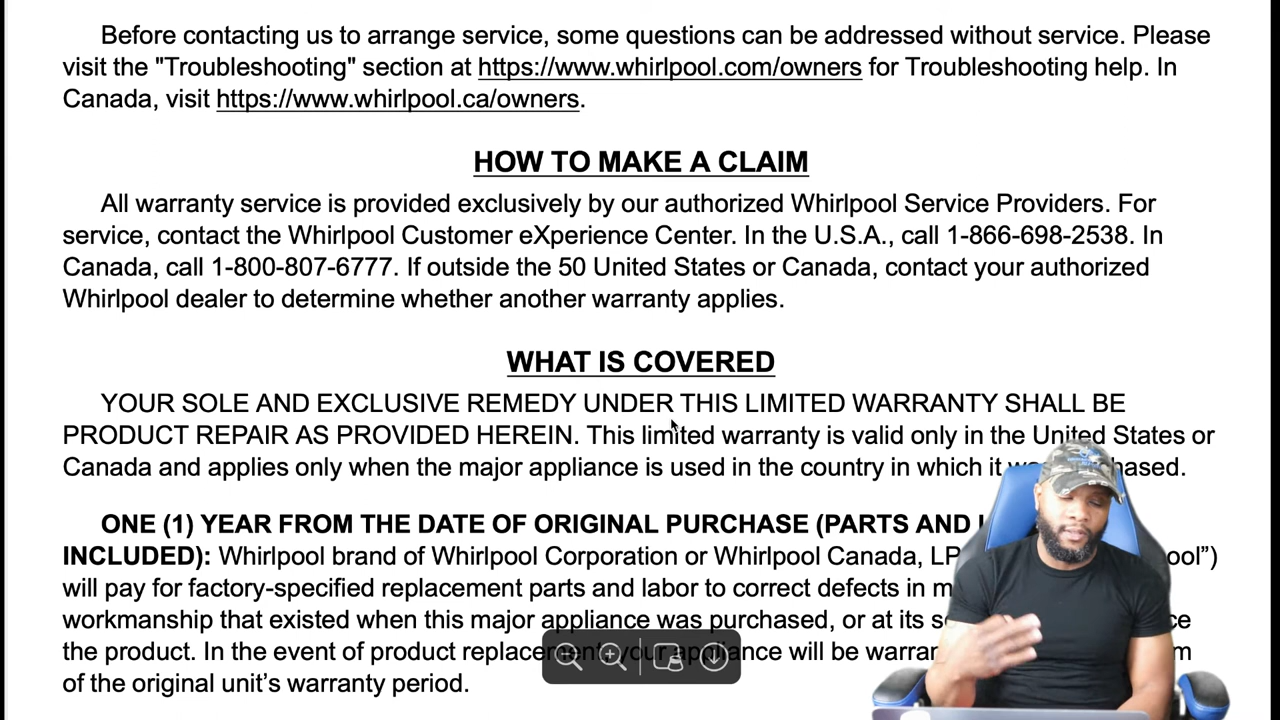 Before contacting us to arrange service, some questions can be addressed without service. Please
visit the "Troubleshooting" section at https://www.whirlpool.com/owners for Troubleshooting help. In
Canada, visit https://www.whirlpool.ca/owners.
HOW TO MAKE A CLAIM
All warranty service is provided exclusively by our authorized Whirlpool Service Providers. For
service, contact the Whirlpool Customer eXperience Center. In the U.S.A., call 1-866-698-2538. In
Canada, call 1-800-807-6777. If outside the 50 United States or Canada, contact your authorized
Whirlpool dealer to determine whether another warranty applies.
WHAT IS COVERED
YOUR SOLE AND EXCLUSIVE REMEDY UNDER THIS LIMITED WARRANTY SHALL BE
PRODUCT REPAIR AS PROVIDED HEREIN. This limited warranty is valid only in the United States or
Canada and applies only when the major appliance is used in the country in which it
ONE (1) YEAR FROM THE DATE OF ORIGINAL PURCHASE (PARTS AND
INCLUDED): Whirlpool brand of Whirlpool Corporation or Whirlpool Canada, LP
will pay for factory-specified replacement parts and labor to correct defects in
workmanship that existed when this major appliance was purchased, or at its
the product. In the event of product replacement, your appliance will be
of the original unit’s warranty period.